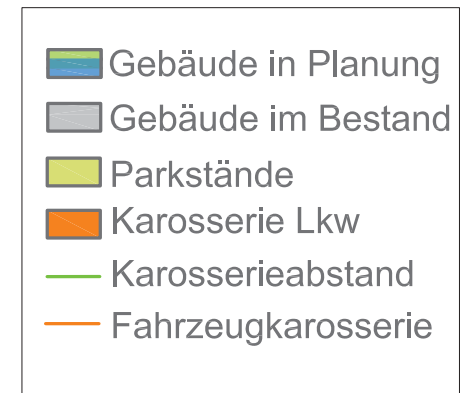 Gebäude in Planung
Gebäude im Bestand
Parkstände
Karosserie Lkw
Karosserieabstand
Fahrzeugkarosserie